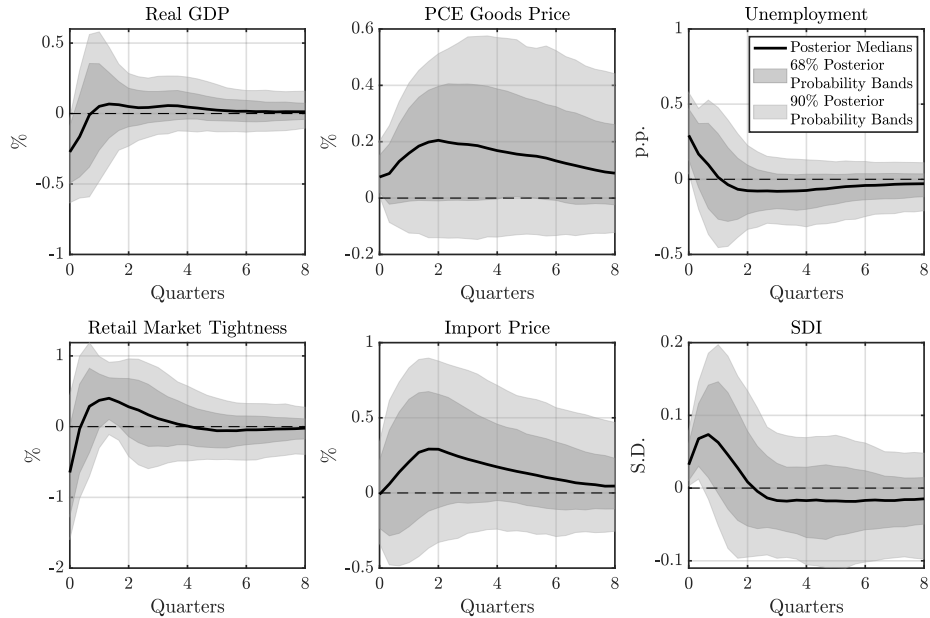 Real GDP
0.5
0
-0.5
-1
%
0 2 4 6 8
Quarters
PCE Goods Price
0.6
0.4
0.2
0
0.2
%
0 2 4 6 8
Quarters
Unemployment
1
0.5
0
-0.5
p.p.
Posterior Medians
68% Posterior
Probability Bands
90% Posterior
Probability Bands
0 2 4 6 8
Quarters
Retail Market Tightness
1
0
-1
-2
%
0 2 4 6 8
Quarters
Import Price
1
0.5
0
-0.5
%
0 2 4 6 8
Quarters
SDI
0.2
0.1
0
-0.1
S.D.
0 2 4 6 8
Quarters